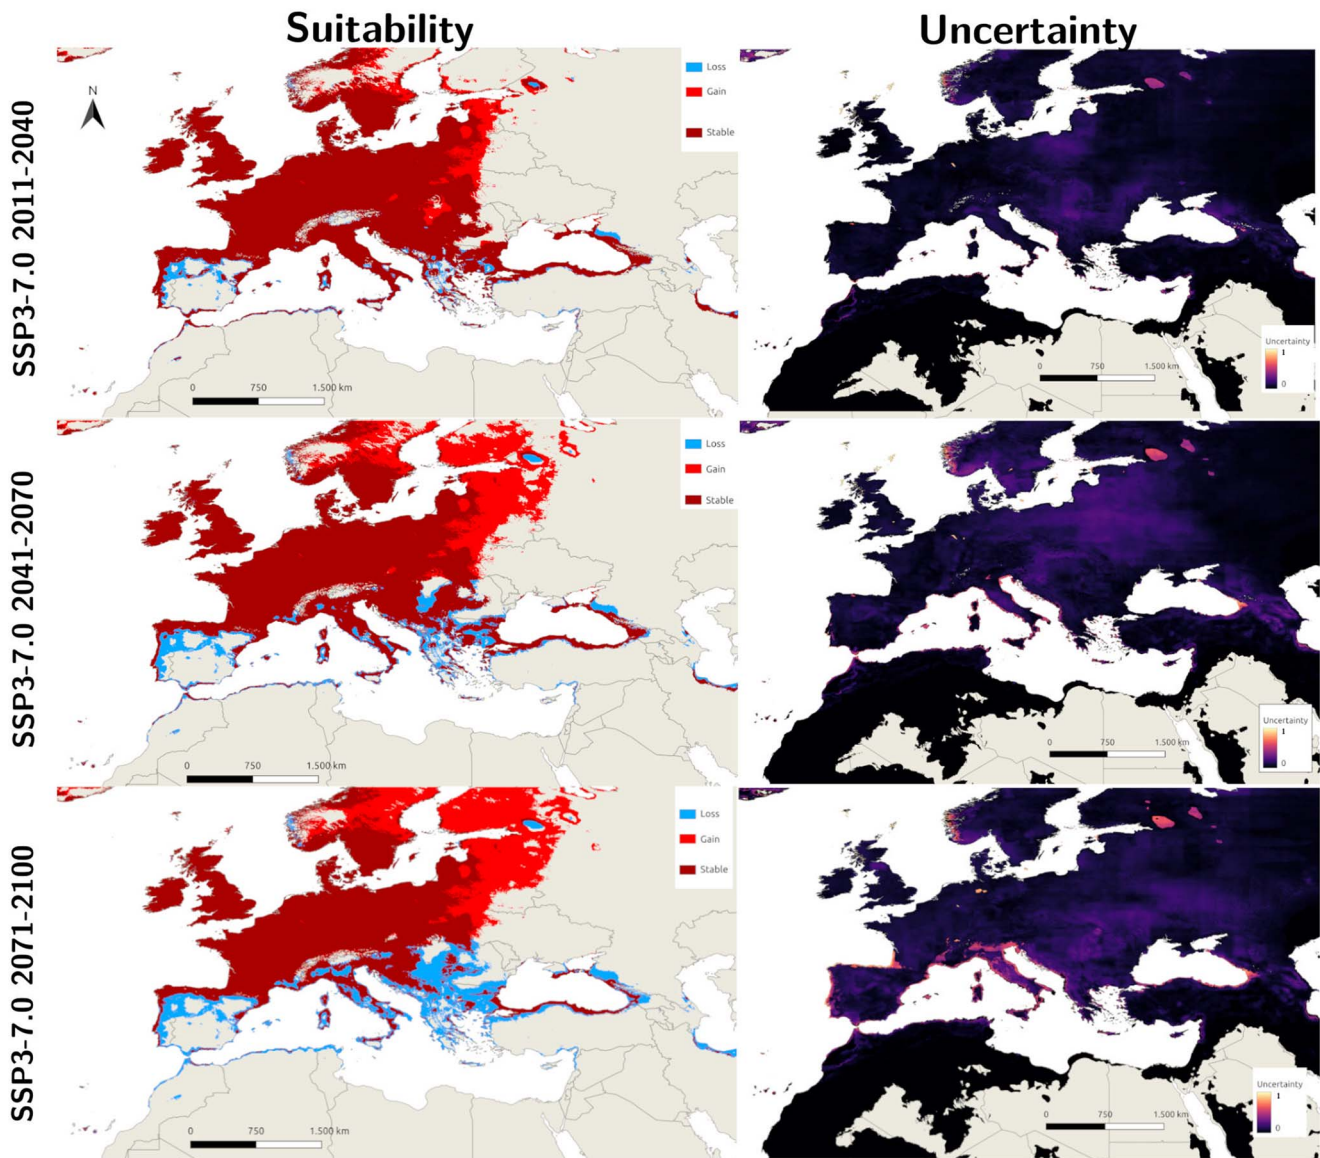 Suitability
Uncertainty
SSP3-7.0 2011-2040
N
Loss
Gain
Stable
0 750 1.500 km
Uncertainty
1
0
0 750 1.500 km
SSP3-7.0 2041-2070
Loss
Gain
Stable
0 750 1.500 km
Uncertainty
1
0
0 750 1.500 km
SSP3-7.0 2071-2100
Loss
Gain
Stable
0 750 1.500 km
Uncertainty
1
0
0 750 1.500 km